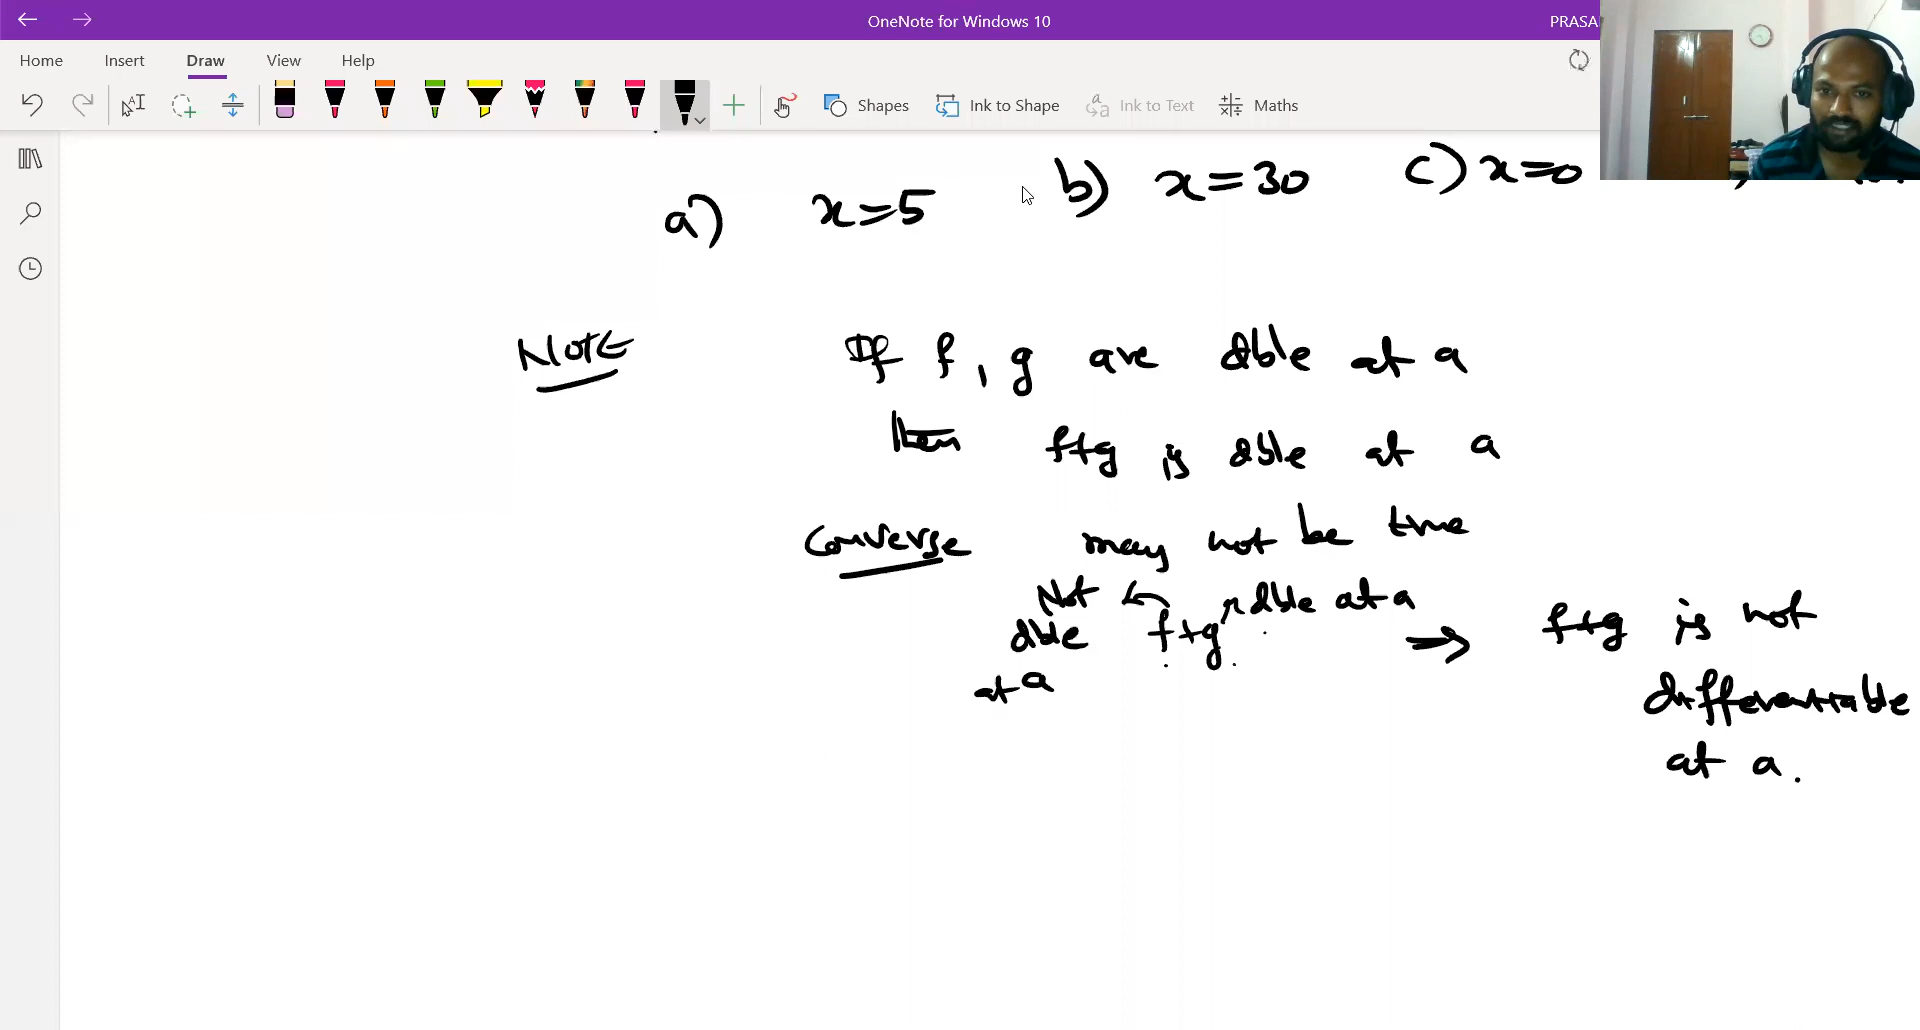 OneNote for Windows 10
PRASA
Home Insert Draw View Help
Shapes Ink to Shape Ink to Text Maths
a) x=5 b) x=30 c) x=0
NOTE If f, g are dble at a
then f+g is dble at a
Converse may not be true
Not dble at a
f+g dble at a ⇒ f+g is not
differentiable
at a.